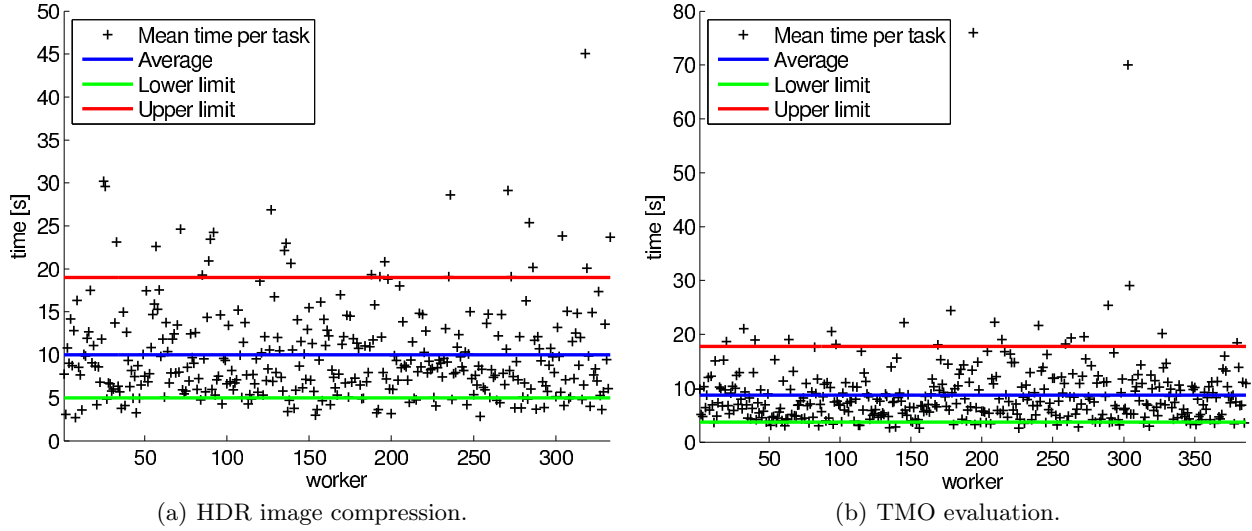 50
45
40
35
30
25
20
15
10
5
0
time [s]
Mean time per task
Average
Lower limit
Upper limit
50 100 150 200 250 300
worker
(a) HDR image compression.
80
70
60
50
40
30
20
10
0
time [s]
Mean time per task
Average
Lower limit
Upper limit
50 100 150 200 250 300 350
worker
(b) TMO evaluation.